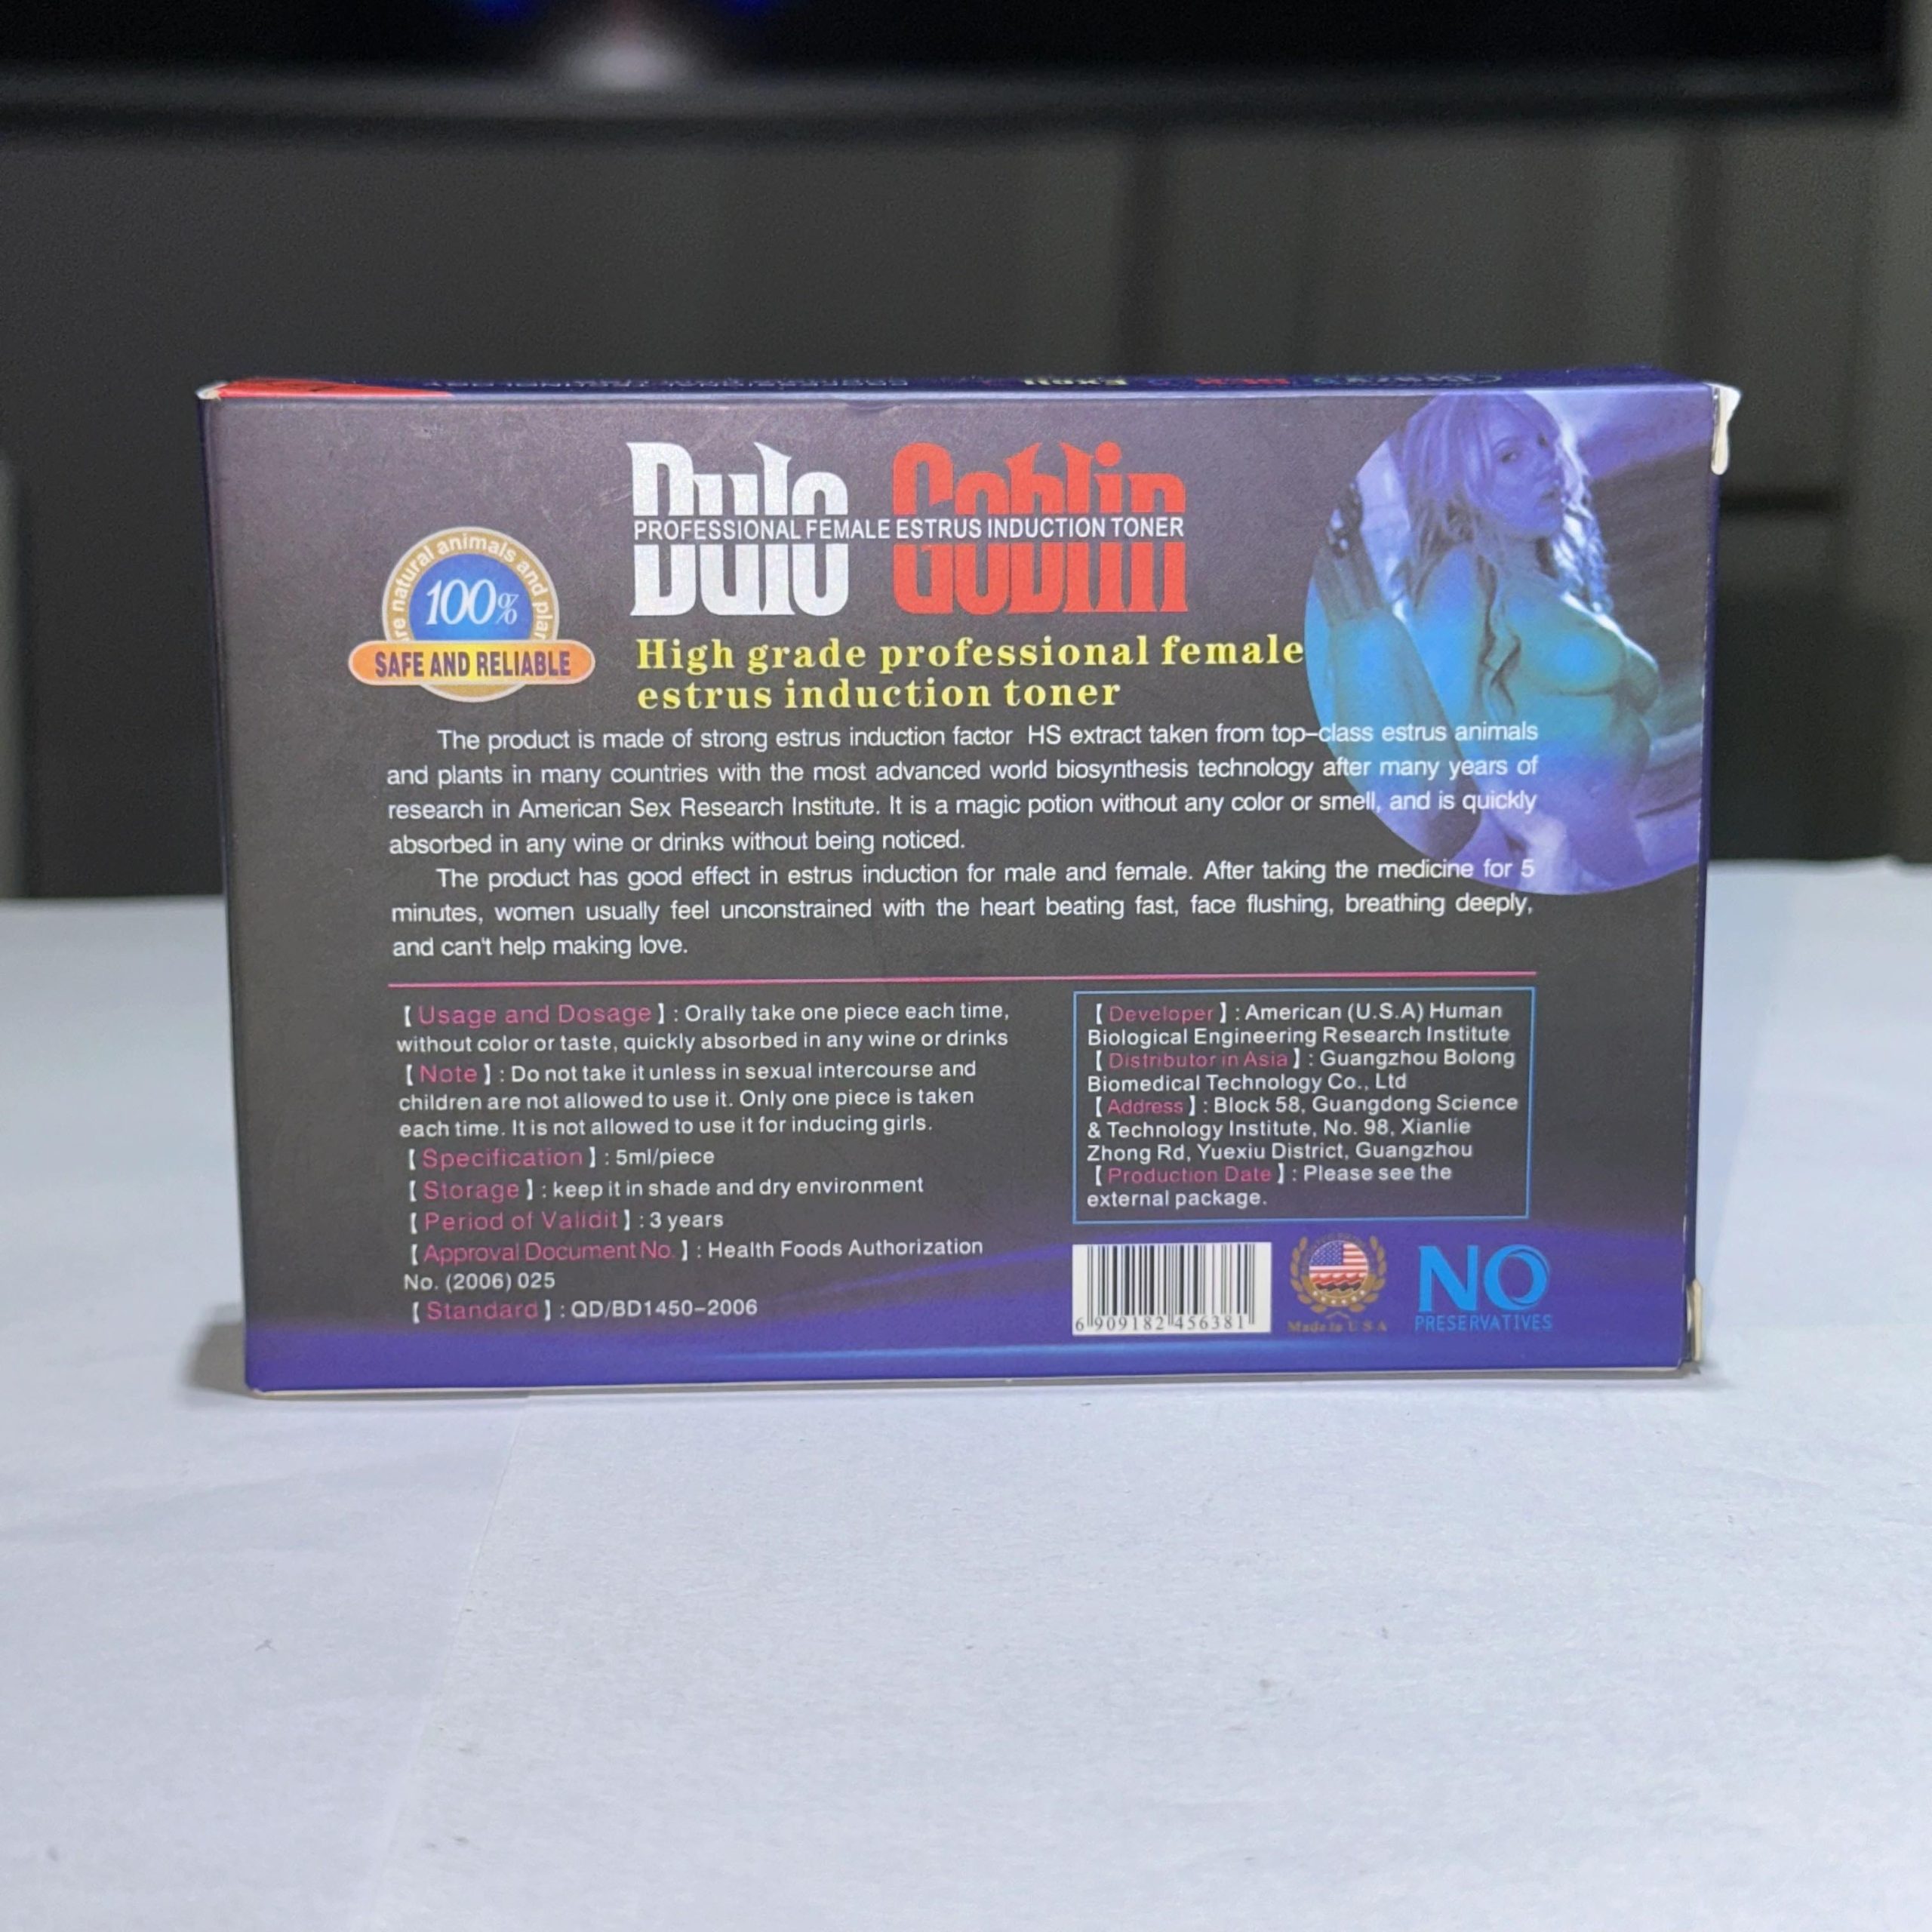 Dulo Goblin
PROFESSIONAL FEMALE ESTRUS INDUCTION TONER
100%
SAFE AND RELIABLE
natural animals and
High grade professional female
estrus induction toner
The product is made of strong estrus induction factor HS extract taken from top-class estrus animals
and plants in many countries with the most advanced world biosynthesis technology after many years of
research in American Sex Research Institute. It is a magic potion without any color or smell, and is quickly
absorbed in any wine or drinks without being noticed.
The product has good effect in estrus induction for male and female. After taking the medicine for 5
minutes, women usually feel unconstrained with the heart beating fast, face flushing, breathing deeply,
and can't help making love.
【Usage and Dosage】: Orally take one piece each time,
without color or taste, quickly absorbed in any wine or drinks
【Note】: Do not take it unless in sexual intercourse and
children are not allowed to use it. Only one piece is taken
each time. It is not allowed to use it for inducing girls.
【Specification】: 5ml/piece
【Storage】: keep it in shade and dry environment
【Period of Validit】: 3 years
【Approval Document No.】: Health Foods Authorization
No. (2006) 025
【Standard】: QD/BD1450-2006
【Developer】: American (U.S.A) Human
Biological Engineering Research Institute
【Distributor in Asia】: Guangzhou Bolong
Biomedical Technology Co., Ltd
【Address】: Block 58, Guangdong Science
& Technology Institute, No. 98, Xianlie
Zhong Rd, Yuexiu District, Guangzhou
【Production Date】: Please see the
external package.
6 909182 456381
Made in U S A
NO
PRESERVATIVES